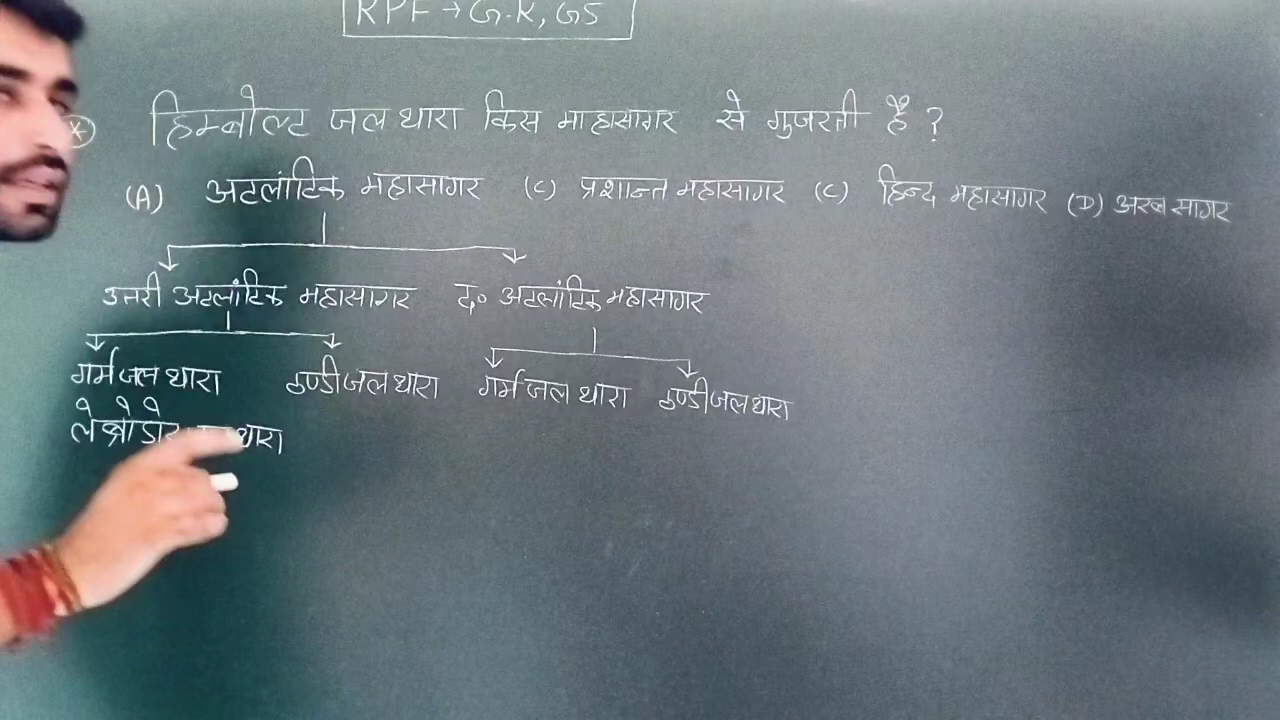 RPF → G.K, GS
हिम्बोल्ट जल धारा किस माहासागर से गुजरती है ?
(A) अटलांटिक महासागर (C) प्रशान्त महासागर (C) हिन्द महासागर (D) अरब सागर
उत्तरी अटलांटिक महासागर द० अटलांटिक महासागर
गर्म जल धारा ठण्डी जल धारा गर्म जल धारा ठण्डी जल धारा
धारा